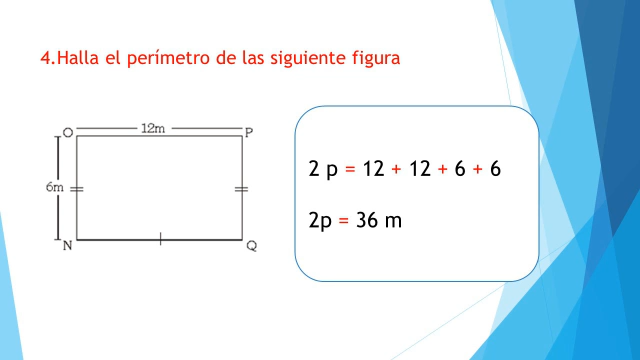 4.Halla el perímetro de las siguiente figura
O 12m P
6m
N Q
2 p = 12 + 12 + 6 + 6
2p = 36 m